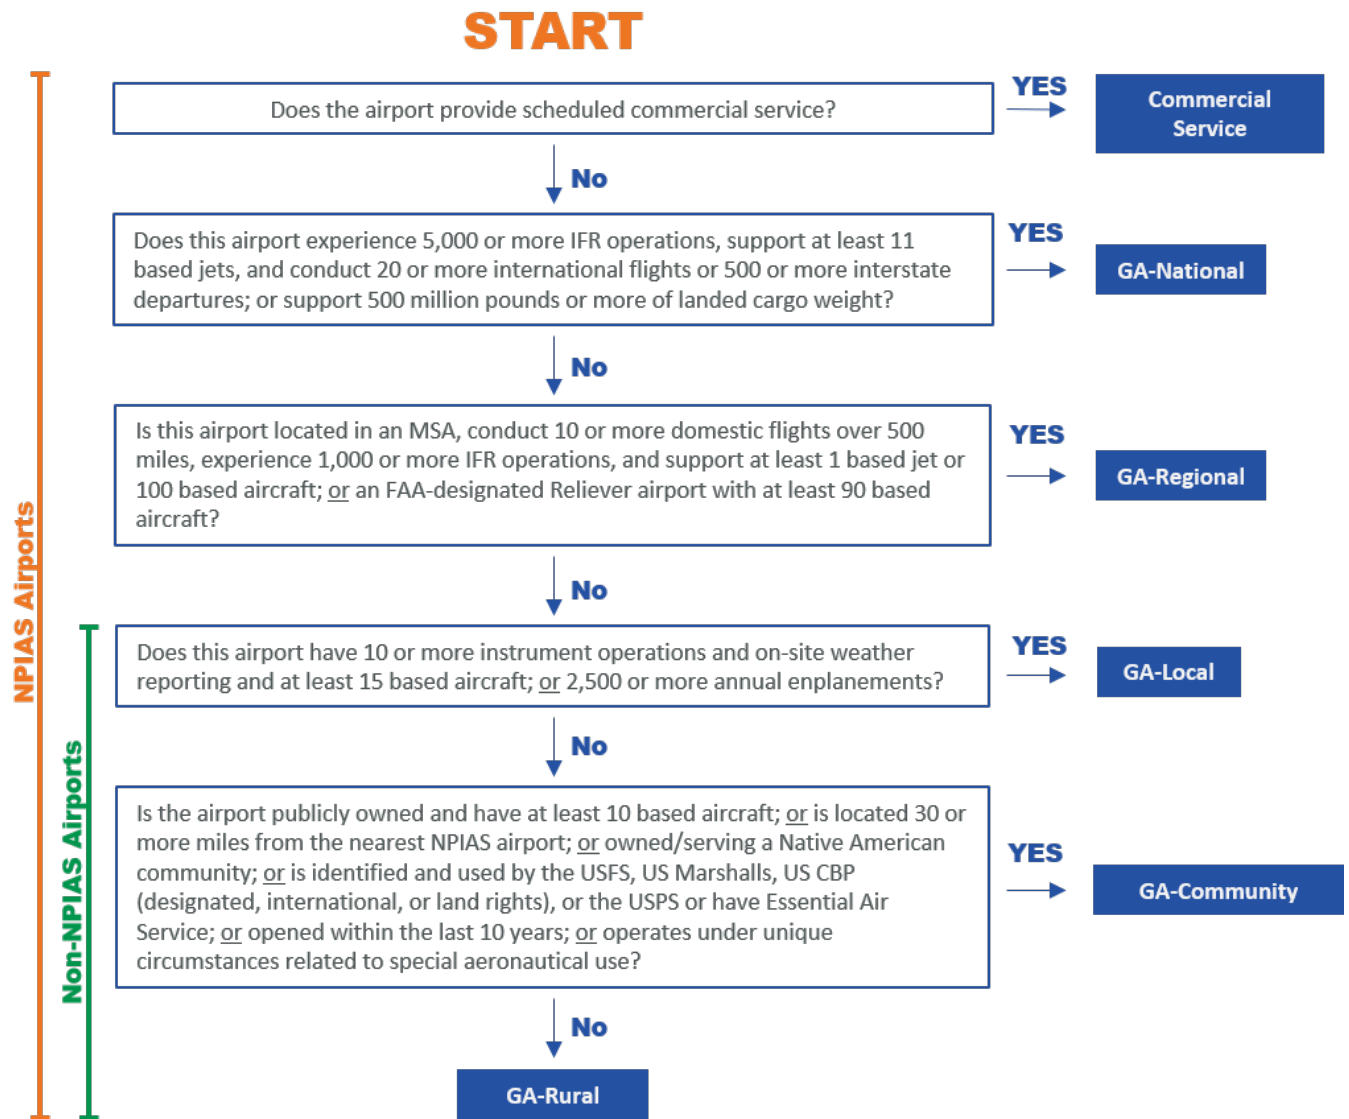 START
Does the airport provide scheduled commercial service?
YES
Commercial
Service
No
Does this airport experience 5,000 or more IFR operations, support at least 11
based jets, and conduct 20 or more international flights or 500 or more interstate
departures; or support 500 million pounds or more of landed cargo weight?
YES
GA-National
No
Is this airport located in an MSA, conduct 10 or more domestic flights over 500
miles, experience 1,000 or more IFR operations, and support at least 1 based jet or
100 based aircraft; or an FAA-designated Reliever airport with at least 90 based
aircraft?
YES
GA-Regional
No
Does this airport have 10 or more instrument operations and on-site weather
reporting and at least 15 based aircraft; or 2,500 or more annual enplanements?
YES
GA-Local
No
Is the airport publicly owned and have at least 10 based aircraft; or is located 30 or
more miles from the nearest NPIAS airport; or owned/serving a Native American
community; or is identified and used by the USFS, US Marshalls, US CBP
(designated, international, or land rights), or the USPS or have Essential Air
Service; or opened within the last 10 years; or operates under unique
circumstances related to special aeronautical use?
YES
GA-Community
No
GA-Rural
NPIAS Airports
Non-NPIAS Airports